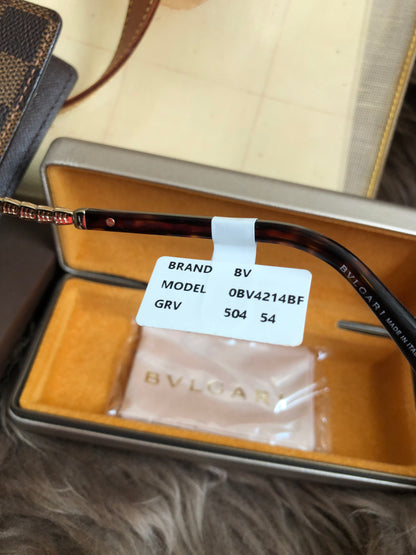 BRAND BV
MODEL 0BV4214BF
GRV 504 54
BVLGARI MADE IN ITALY
BVLGARI